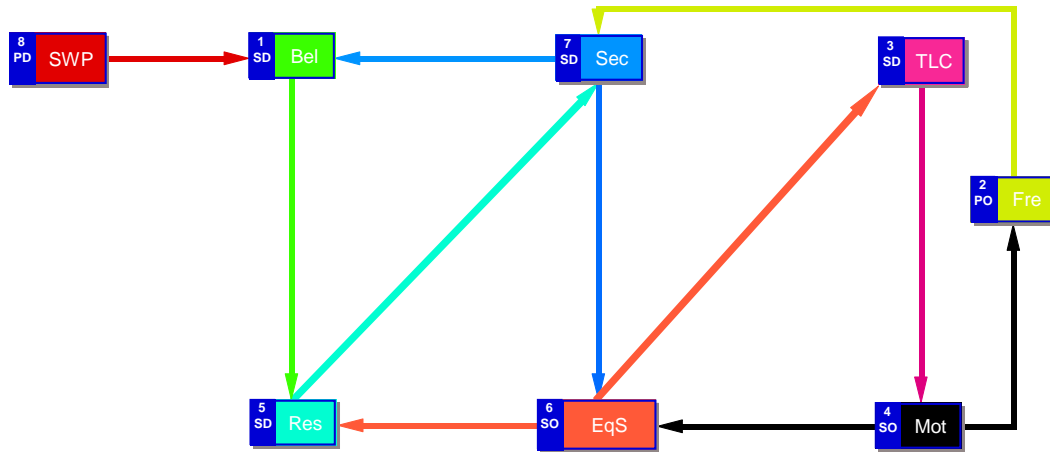 8
PD
SWP
1
SD
Bel
7
SD
Sec
3
SD
TLC
2
PO
Fre
5
SD
Res
6
SO
EqS
4
SO
Mot